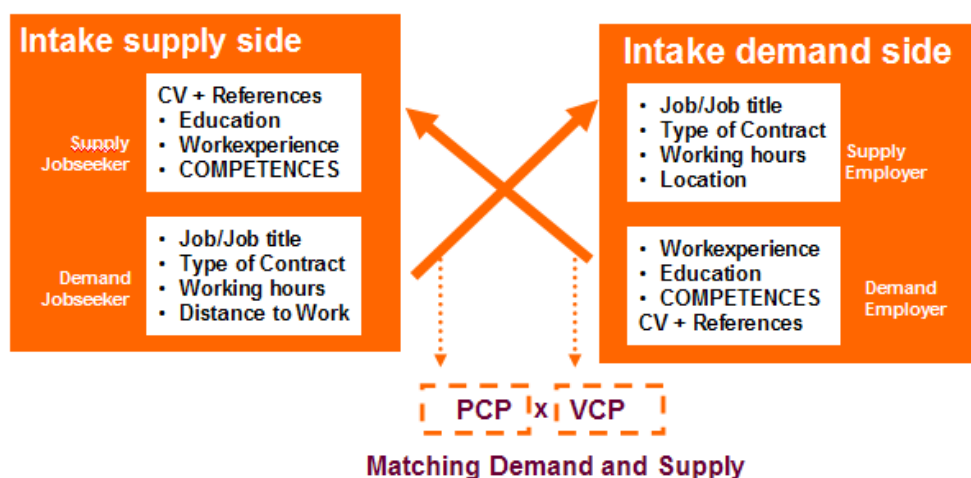 Intake supply side
CV + References
• Education
• Workexperience
• COMPETENCES
Supply
Jobseeker
• Job/Job title
• Type of Contract
• Working hours
• Distance to Work
Demand
Jobseeker
Intake demand side
• Job/Job title
• Type of Contract
• Working hours
• Location
Supply
Employer
• Workexperience
• Education
• COMPETENCES
CV + References
Demand
Employer
PCP x VCP
Matching Demand and Supply